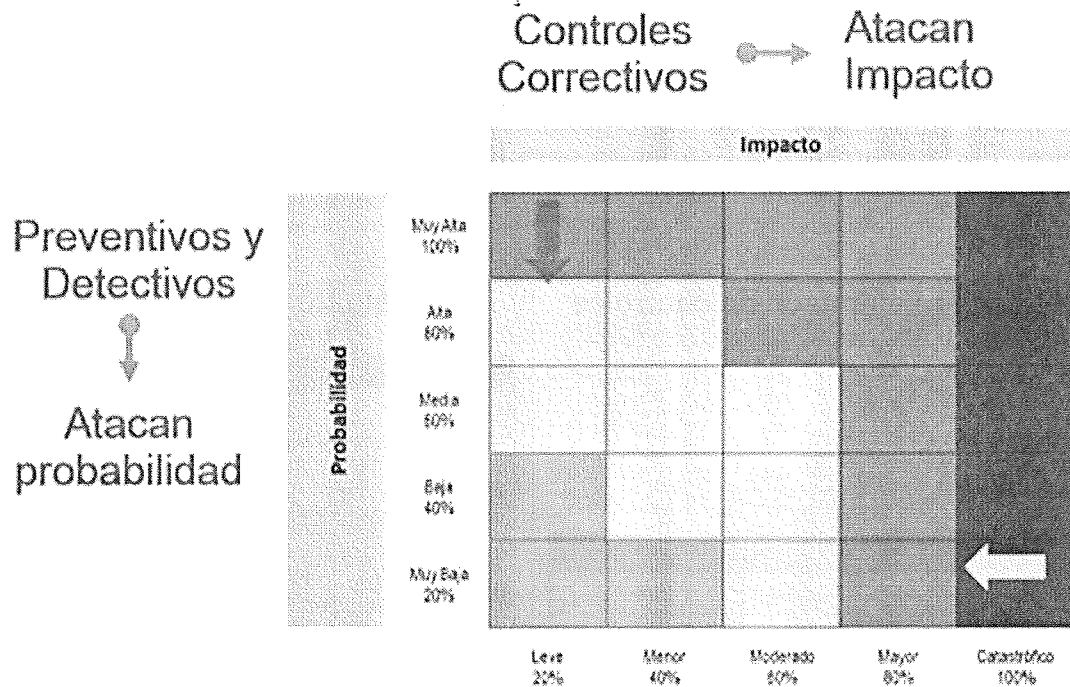 Controles
Correctivos
Atacan
Impacto
Impacto
Preventivos y
Detectivos
Atacan
probabilidad
Probabilidad
Muy Alta
100%
Alta
80%
Media
60%
Baja
40%
Muy Baja
20%
Leve
20%
Menor
40%
Moderado
60%
Mayor
80%
Catastrófico
100%